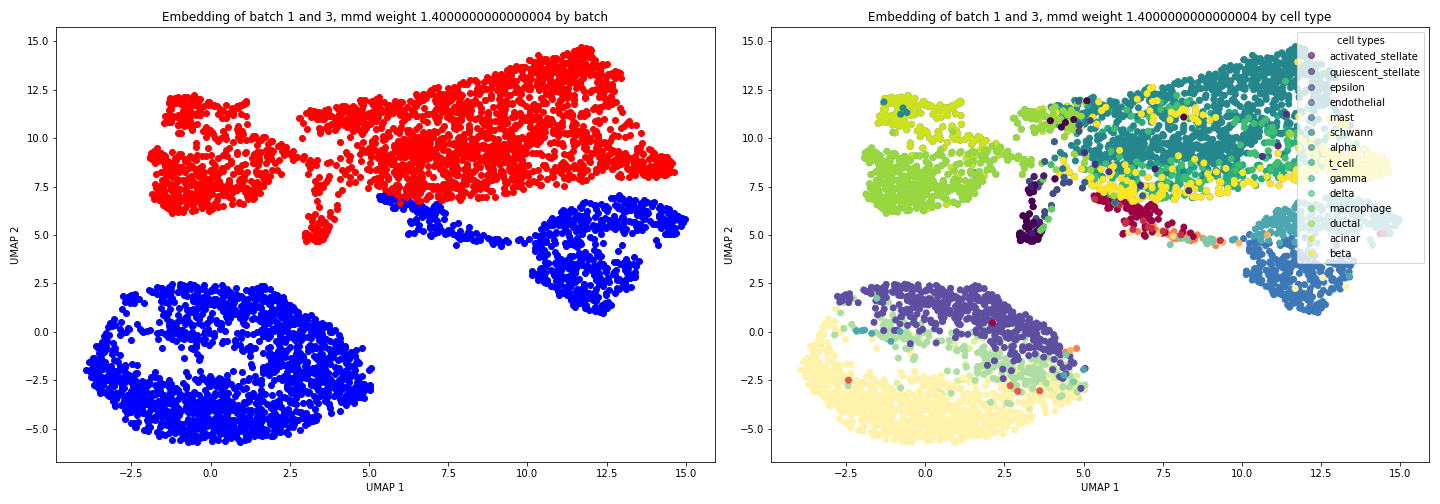 Embedding of batch 1 and 3, mmd weight 1.4000000000000004 by batch
15.0
12.5
10.0
7.5
5.0
2.5
0.0
−2.5
−5.0
UMAP 2
−2.5
0.0
2.5
5.0
7.5
10.0
12.5
15.0
UMAP 1
Embedding of batch 1 and 3, mmd weight 1.4000000000000004 by cell type
15.0
12.5
10.0
7.5
5.0
2.5
0.0
−2.5
−5.0
UMAP 2
−2.5
0.0
2.5
5.0
7.5
10.0
12.5
15.0
UMAP 1
cell types
activated_stellate
quiescent_stellate
epsilon
endothelial
mast
schwann
alpha
t_cell
gamma
delta
macrophage
ductal
acinar
beta